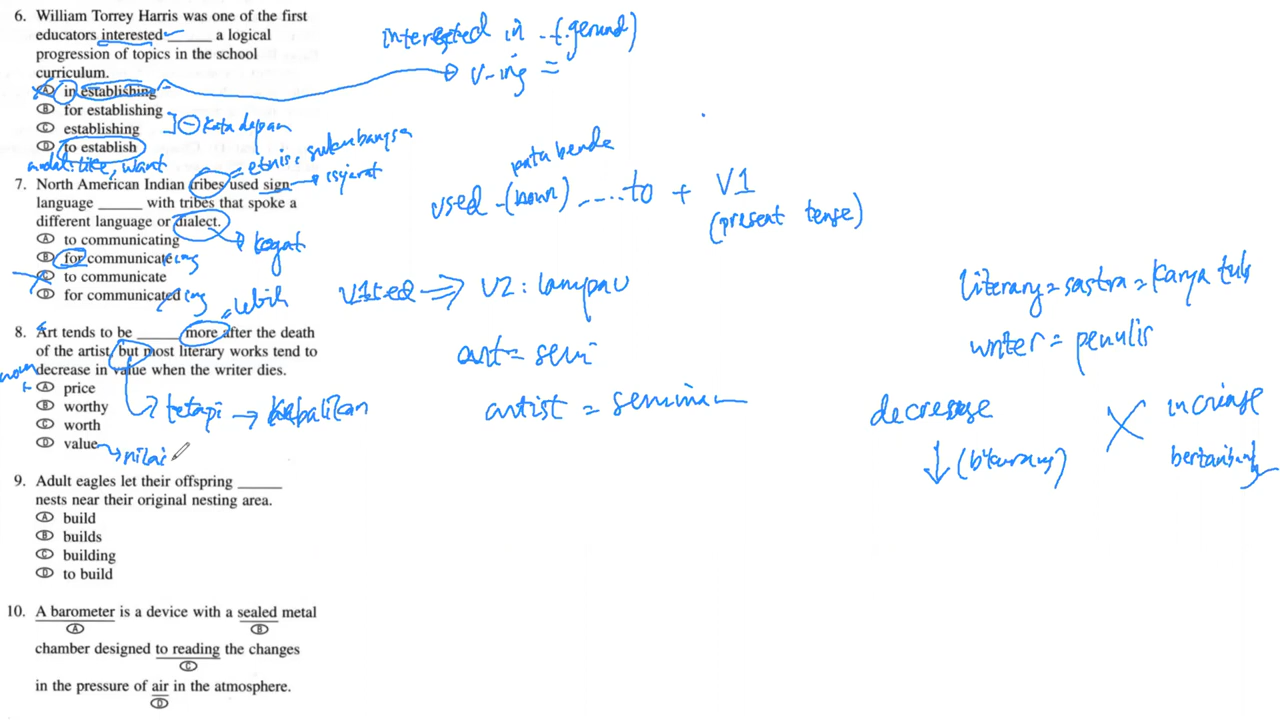 6. William Torrey Harris was one of the first
educators interested ______ a logical
progression of topics in the school
curriculum.
A in establishing
B for establishing
C establishing
D to establish
interested in - (gerund)
V-ing =
kata depan
modal: like, want
= etnis = suku bangsa
7. North American Indian tribes used sign
language ______ with tribes that spoke a
different language or dialect.
A to communicating
B for communicate ing
C to communicate
D for communicated ing
isyarat
logat
kata benda
used - (noun) ..... to + V1
(present tense)
used => V2 : lampau
= lebih
8. Art tends to be ______ more after the death
of the artist, but most literary works tend to
decrease in value when the writer dies.
A price
B worthy
C worth
D value
noun
tetapi → kebalikan
nilai
art = seni
artist = seniman
literary = sastra = karya tulis
writer = penulis
decrease
(berkurang)
increase
bertambah
9. Adult eagles let their offspring ______
nests near their original nesting area.
A build
B builds
C building
D to build
10. A barometer is a device with a sealed metal
A B
chamber designed to reading the changes
C
in the pressure of air in the atmosphere.
D